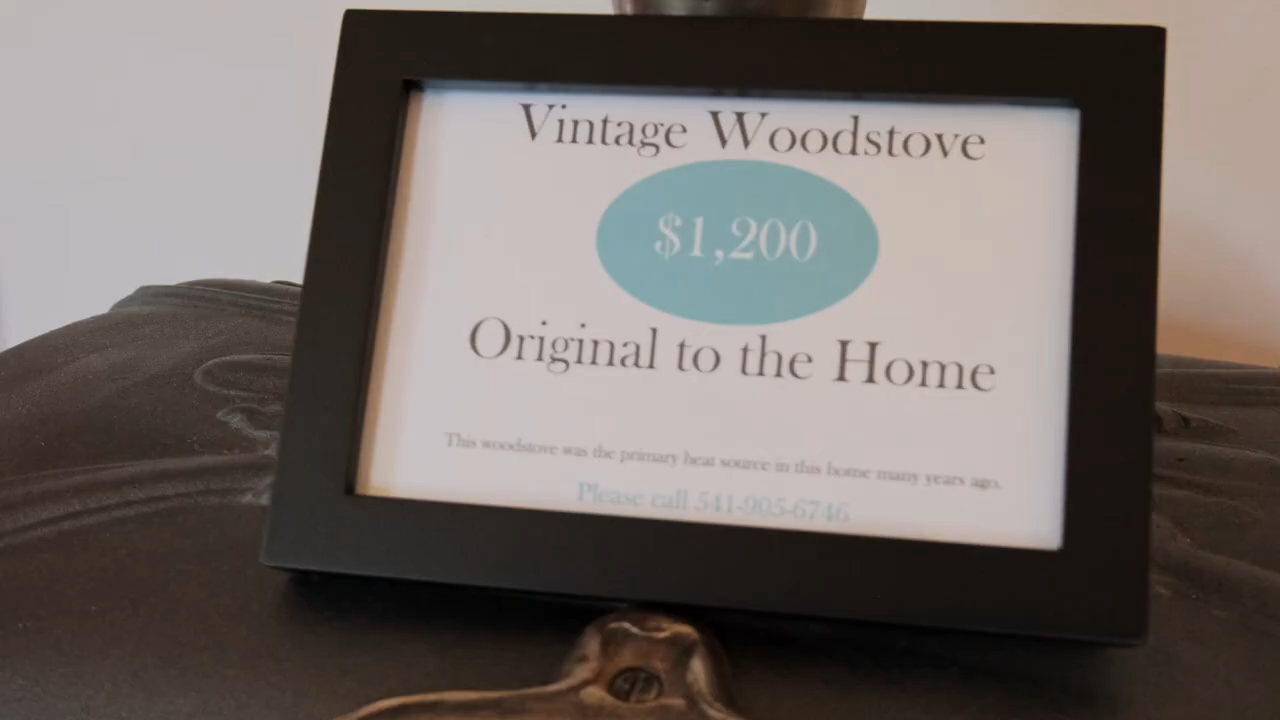 Vintage Woodstove
$1,200
Original to the Home
This woodstove was the primary heat source in this home many years ago.
Please call 541-905-6746